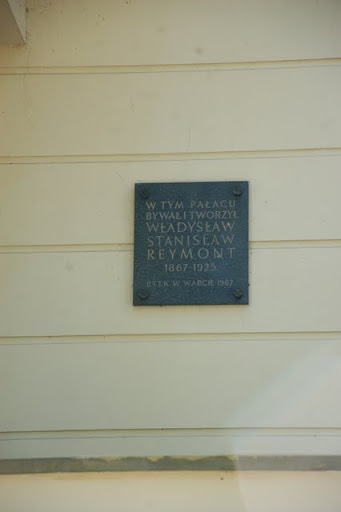 W TYM PAŁACU
BYWAŁ I TWORZYŁ
WŁADYSŁAW
STANISŁAW
REYMONT
1867-1925
PTTK W WARCIE 1967